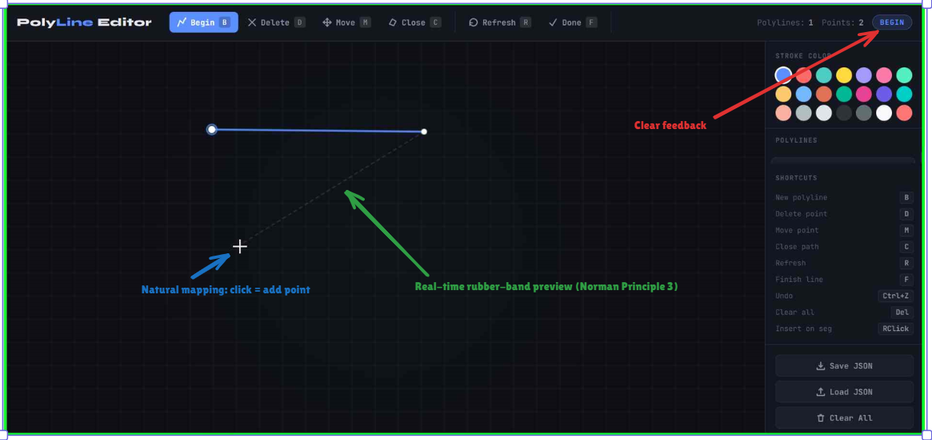 PolyLine Editor
Begin B
Delete D
Move M
Close C
Refresh R
Done F
Polylines: 1 Points: 2 BEGIN
STROKE COLOR
Clear feedback
POLYLINES
SHORTCUTS
New polyline B
Delete point D
Move point M
Close path C
Refresh R
Finish line F
Undo Ctrl+Z
Clear all Del
Insert on seg RClick
Natural mapping: click = add point
Real-time rubber-band preview (Norman Principle 3)
Save JSON
Load JSON
Clear All